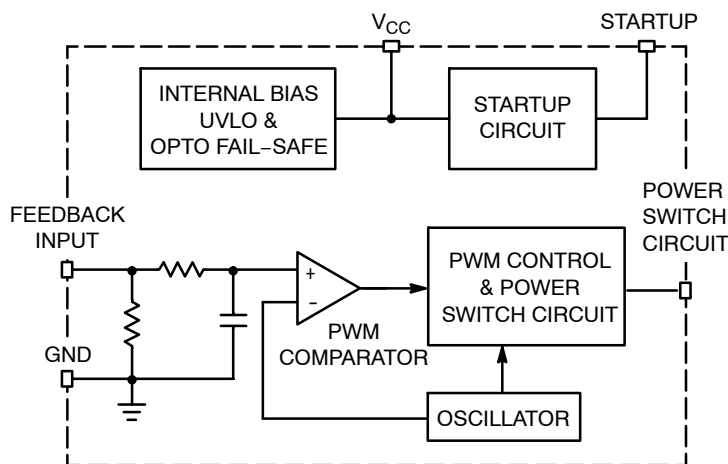 V_CC
STARTUP
INTERNAL BIAS
UVLO &
OPTO FAIL–SAFE
STARTUP
CIRCUIT
FEEDBACK
INPUT
POWER
SWITCH
CIRCUIT
+
–
PWM
COMPARATOR
PWM CONTROL
& POWER
SWITCH CIRCUIT
GND
OSCILLATOR